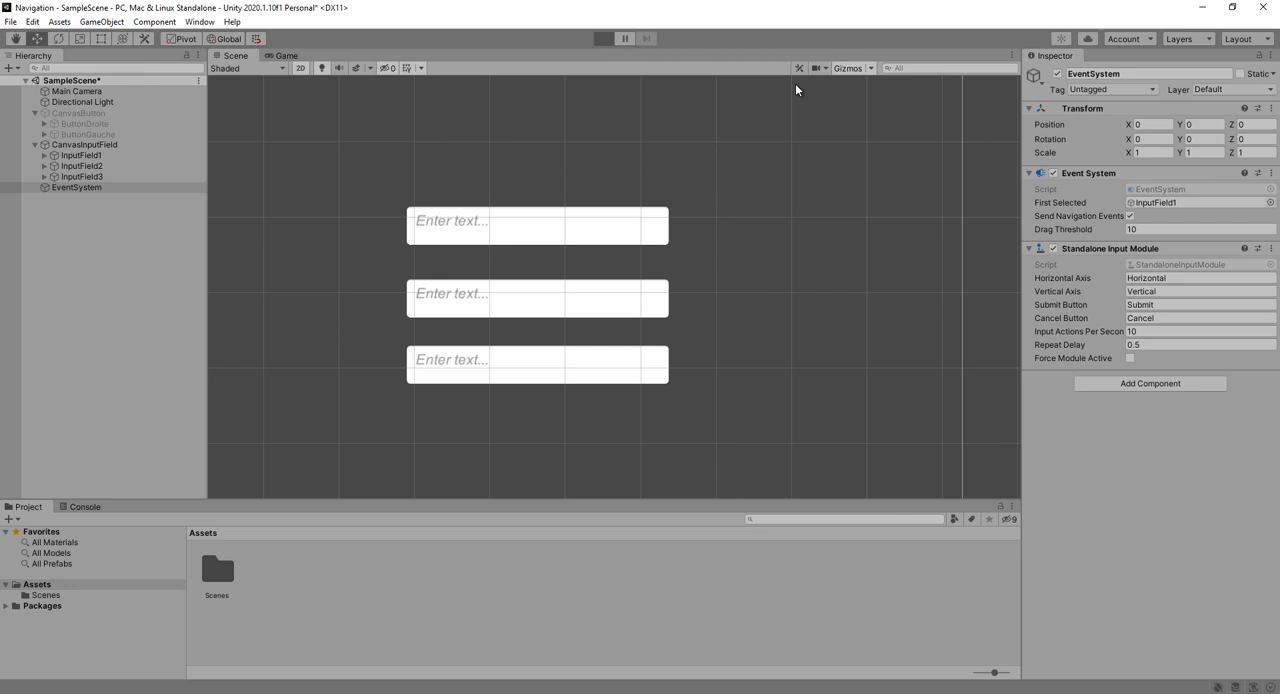 Navigation - SampleScene - PC, Mac & Linux Standalone - Unity 2020.1.10f1 Personal* <DX11>
File Edit Assets GameObject Component Window Help
Pivot Global Account Layers Layout
Hierarchy
All
SampleScene*
Main Camera
Directional Light
CanvasButton
ButtonDroite
ButtonGauche
CanvasInputField
InputField1
InputField2
InputField3
EventSystem
Scene Game
Shaded 2D 0 Gizmos All
Enter text...
Enter text...
Enter text...
Inspector
EventSystem Static
Tag Untagged Layer Default
Transform
Position X 0 Y 0 Z 0
Rotation X 0 Y 0 Z 0
Scale X 1 Y 1 Z 1
Event System
Script EventSystem
First Selected InputField1
Send Navigation Events
Drag Threshold 10
Standalone Input Module
Script StandaloneInputModule
Horizontal Axis Horizontal
Vertical Axis Vertical
Submit Button Submit
Cancel Button Cancel
Input Actions Per Secon 10
Repeat Delay 0.5
Force Module Active
Add Component
Project Console
9
Favorites
All Materials
All Models
All Prefabs
Assets
Scenes
Packages
Assets
Scenes